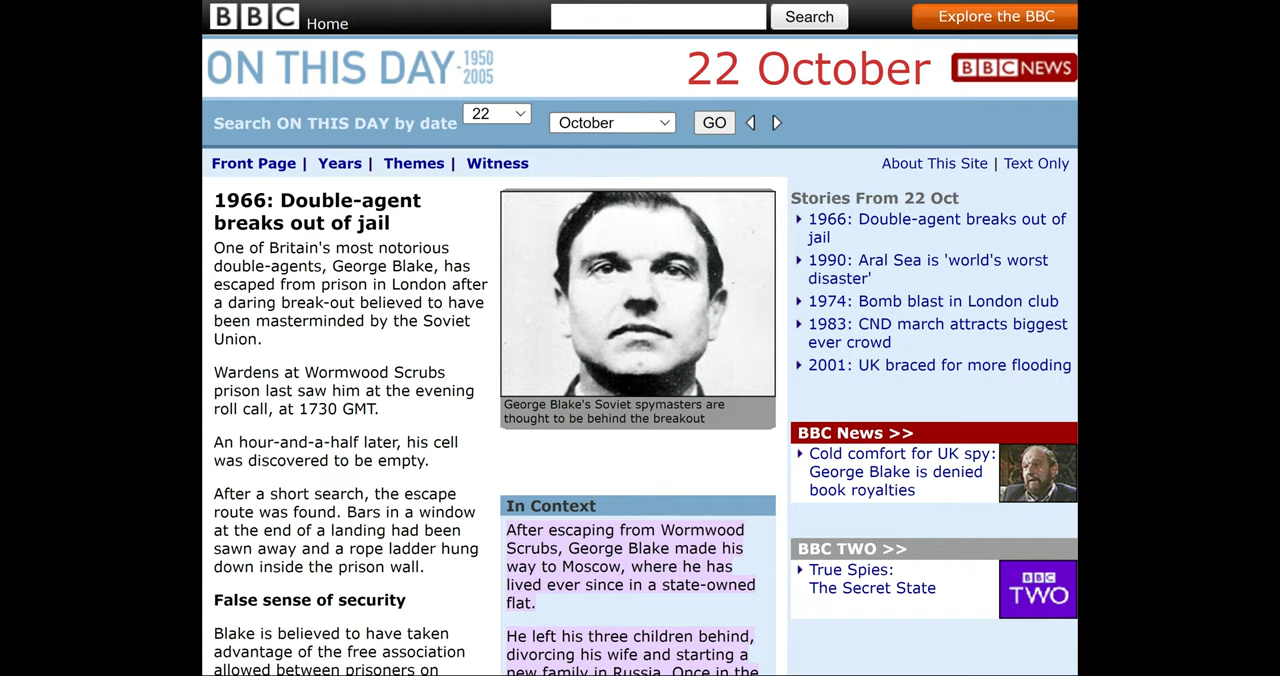 BBC Home
Search
Explore the BBC
ON THIS DAY 1950 2005
22 October
BBC NEWS
Search ON THIS DAY by date
22
October
GO
Front Page | Years | Themes | Witness
About This Site | Text Only
1966: Double-agent
breaks out of jail
One of Britain's most notorious
double-agents, George Blake, has
escaped from prison in London after
a daring break-out believed to have
been masterminded by the Soviet
Union.
Wardens at Wormwood Scrubs
prison last saw him at the evening
roll call, at 1730 GMT.
An hour-and-a-half later, his cell
was discovered to be empty.
After a short search, the escape
route was found. Bars in a window
at the end of a landing had been
sawn away and a rope ladder hung
down inside the prison wall.
False sense of security
Blake is believed to have taken
advantage of the free association
allowed between prisoners on
George Blake's Soviet spymasters are
thought to be behind the breakout
In Context
After escaping from Wormwood
Scrubs, George Blake made his
way to Moscow, where he has
lived ever since in a state-owned
flat.
He left his three children behind,
divorcing his wife and starting a
new family in Russia. Once in the
Stories From 22 Oct
1966: Double-agent breaks out of
jail
1990: Aral Sea is 'world's worst
disaster'
1974: Bomb blast in London club
1983: CND march attracts biggest
ever crowd
2001: UK braced for more flooding
BBC News >>
Cold comfort for UK spy:
George Blake is denied
book royalties
BBC TWO >>
True Spies:
The Secret State
BBC
TWO